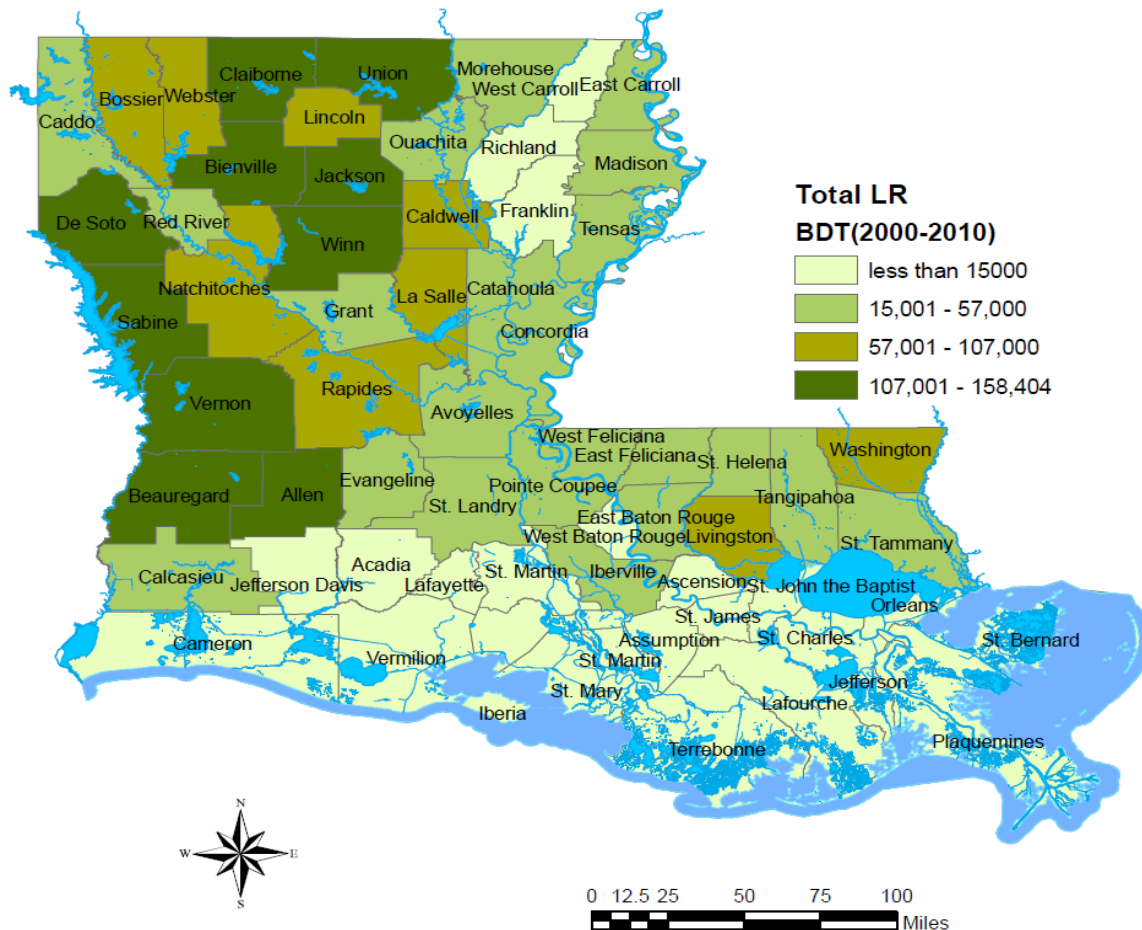 Claiborne
Union
Morehouse
West Carroll
East Carroll
Bossier
Webster
Lincoln
Caddo
Ouachita
Richland
Madison
Bienville
Jackson
Franklin
Caldwell
De Soto
Red River
Winn
Tensas
Natchitoches
La Salle
Catahoula
Grant
Sabine
Concordia
Rapides
Vernon
Avoyelles
West Feliciana
East Feliciana
St. Helena
Washington
Evangeline
Pointe Coupee
Tangipahoa
Beauregard
Allen
St. Landry
East Baton Rouge
West Baton Rouge
Livingston
St. Tammany
Calcasieu
Jefferson Davis
Acadia
Lafayette
St. Martin
Iberville
Ascension
St. John the Baptist
Orleans
St. James
Cameron
Vermilion
Assumption
St. Charles
St. Bernard
St. Martin
St. Mary
Jefferson
Iberia
Lafourche
Terrebonne
Plaquemines
Total LR
BDT(2000-2010)
less than 15000
15,001 - 57,000
57,001 - 107,000
107,001 - 158,404
N
W
E
S
0 12.5 25 50 75 100
Miles